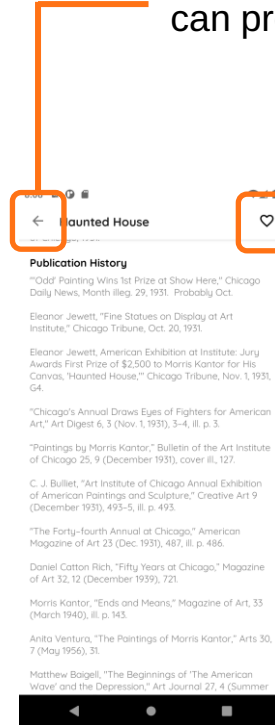 can pr
Haunted House
Publication History
"'Odd' Painting Wins 1st Prize at Show Here," Chicago
Daily News, Month illeg. 29, 1931. Probably Oct.
Eleanor Jewett, "Fine Statues on Display at Art
Institute," Chicago Tribune, Oct. 20, 1931.
Eleanor Jewett, American Exhibition at Institute: Jury
Awards First Prize of $2,500 to Morris Kantor for His
Canvas, 'Haunted House,'" Chicago Tribune, Nov. 1, 1931,
G4.
"Chicago's Annual Draws Eyes of Fighters for American
Art," Art Digest 6, 3 (Nov. 1, 1931), 3–4, ill. p. 3.
"Paintings by Morris Kantor," Bulletin of the Art Institute
of Chicago 25, 9 (December 1931), cover ill., 127.
C. J. Bulliet, "Art Institute of Chicago Annual Exhibition
of American Paintings and Sculpture," Creative Art 9
(December 1931), 493–5, ill. p. 493.
"The Forty–fourth Annual at Chicago," American
Magazine of Art 23 (Dec. 1931), 487, ill. p. 486.
Daniel Catton Rich, "Fifty Years at Chicago," Magazine
of Art 32, 12 (December 1939), 721.
Morris Kantor, "Ends and Means," Magazine of Art, 33
(March 1940), ill. p. 143.
Anita Ventura, "The Paintings of Morris Kantor," Arts 30,
7 (May 1956), 31.
Matthew Baigell, "The Beginnings of 'The American
Wave' and the Depression," Art Journal 27, 4 (Summer